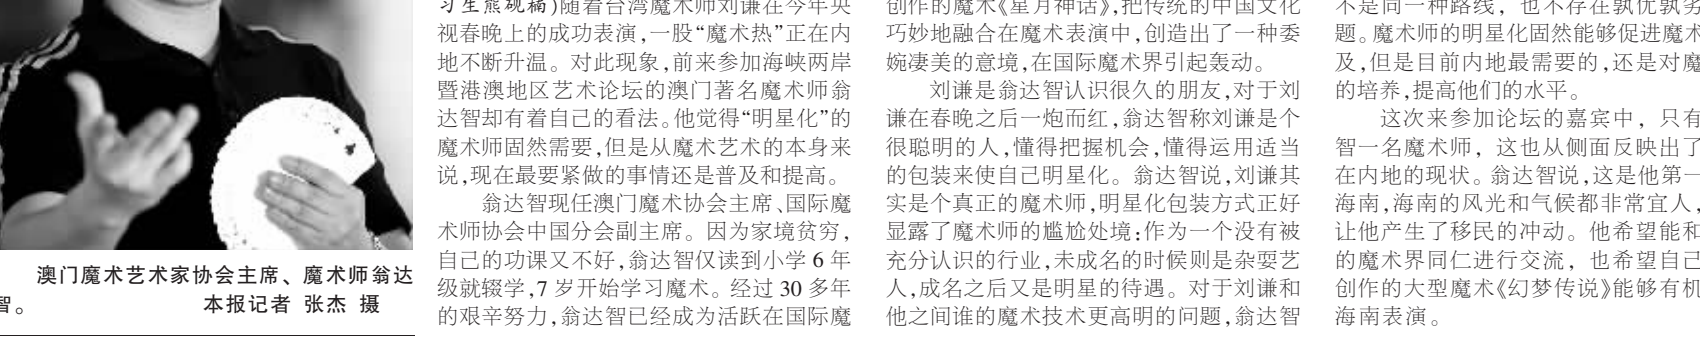 澳门魔术艺术家协会主席、魔术师翁达
智。 本报记者 张杰 摄
习生熊砚稿)随着台湾魔术师刘谦在今年央
视春晚上的成功表演,一股“魔术热”正在内
地不断升温。对此现象,前来参加海峡两岸
暨港澳地区艺术论坛的澳门著名魔术师翁
达智却有着自己的看法。他觉得“明星化”的
魔术师固然需要,但是从魔术艺术的本身来
说,现在最要紧做的事情还是普及和提高。
翁达智现任澳门魔术协会主席、国际魔
术师协会中国分会副主席。因为家境贫穷,
自己的功课又不好,翁达智仅读到小学 6 年
级就辍学,7 岁开始学习魔术。经过 30 多年
的艰辛努力,翁达智已经成为活跃在国际魔
创作的魔术《星月神话》,把传统的中国文化
巧妙地融合在魔术表演中,创造出了一种委
婉凄美的意境,在国际魔术界引起轰动。
刘谦是翁达智认识很久的朋友,对于刘
谦在春晚之后一炮而红,翁达智称刘谦是个
很聪明的人,懂得把握机会,懂得运用适当
的包装来使自己明星化。翁达智说,刘谦其
实是个真正的魔术师,明星化包装方式正好
显露了魔术师的尴尬处境:作为一个没有被
充分认识的行业,未成名的时候则是杂耍艺
人,成名之后又是明星的待遇。对于刘谦和
他之间谁的魔术技术更高明的问题,翁达智
不是同一种路线，也不存在孰优孰劣
题。魔术师的明星化固然能够促进魔术
及,但是目前内地最需要的,还是对魔
的培养,提高他们的水平。
这次来参加论坛的嘉宾中，只有
智一名魔术师，这也从侧面反映出了
在内地的现状。翁达智说,这是他第一
海南,海南的风光和气候都非常宜人,
让他产生了移民的冲动。他希望能和
的魔术界同仁进行交流，也希望自己
创作的大型魔术《幻梦传说》能够有机
海南表演。